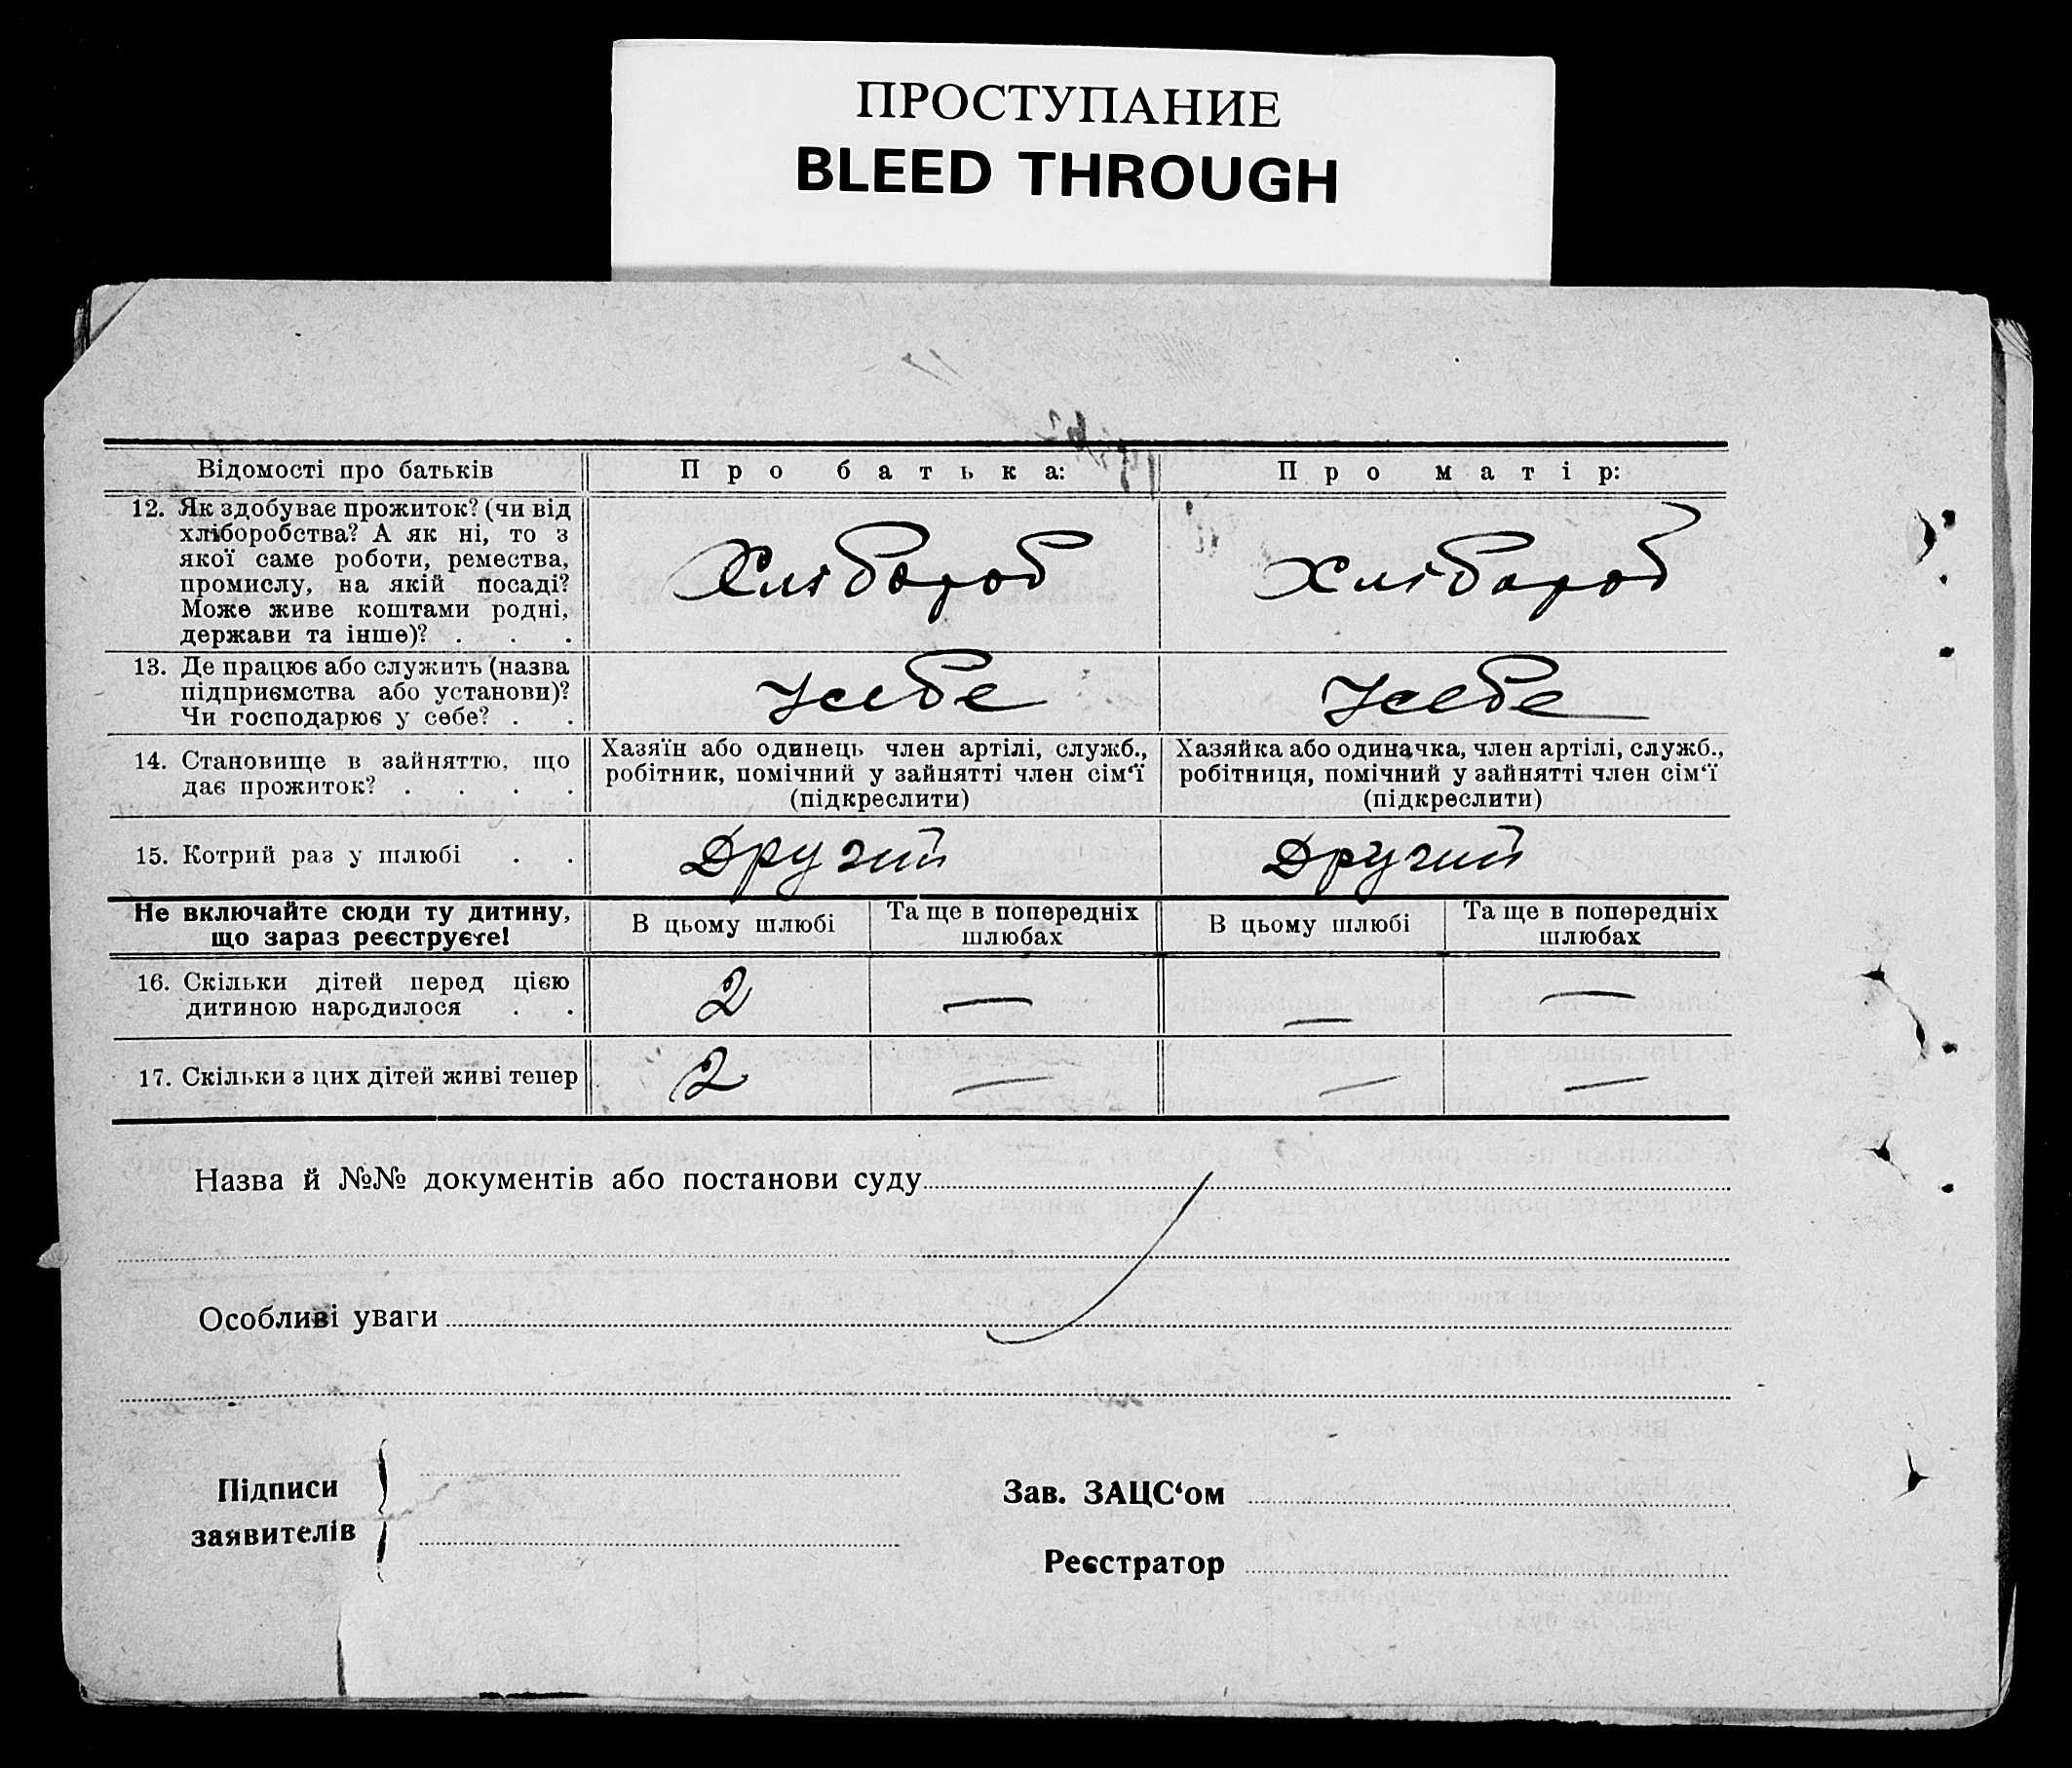 ПРОСТУПАНИЕ
BLEED THROUGH
Відомості про батьків
Про батька:
Про матір:
12. Як здобуває прожиток? (чи від
хліборобства? А як ні, то з
якої саме роботи, ремества,
промислу, на якій посаді?
Може живе коштами родні,
держави та інше)? . . .
Хлібороб
Хлібороб
13. Де працює або служить (назва
підприємства або установи)?
Чи господарює у себе? . .
У себе
У себе
14. Становище в зайняттю, що
дає прожиток? . . . .
Хазяїн або одинець член артілі, служб.,
робітник, помічний у зайнятті член сім‘ї
(підкреслити)
Хазяйка або одиначка, член артілі, служб.,
робітниця, помічний у зайнятті член сім‘ї
(підкреслити)
15. Котрий раз у шлюбі . .
Другий
Другий
Не включайте сюди ту дитину,
що зараз реєструєте!
В цьому шлюбі
Та ще в попередніх
шлюбах
В цьому шлюбі
Та ще в попередніх
шлюбах
16. Скільки дітей перед цією
дитиною народилося . .
2 — — —
17. Скільки з цих дітей живі тепер
2 — — —
Назва й №№ документів або постанови суду
Особливі уваги
Підписи
заявителів
Зав. ЗАЦС‘ом
Реєстратор